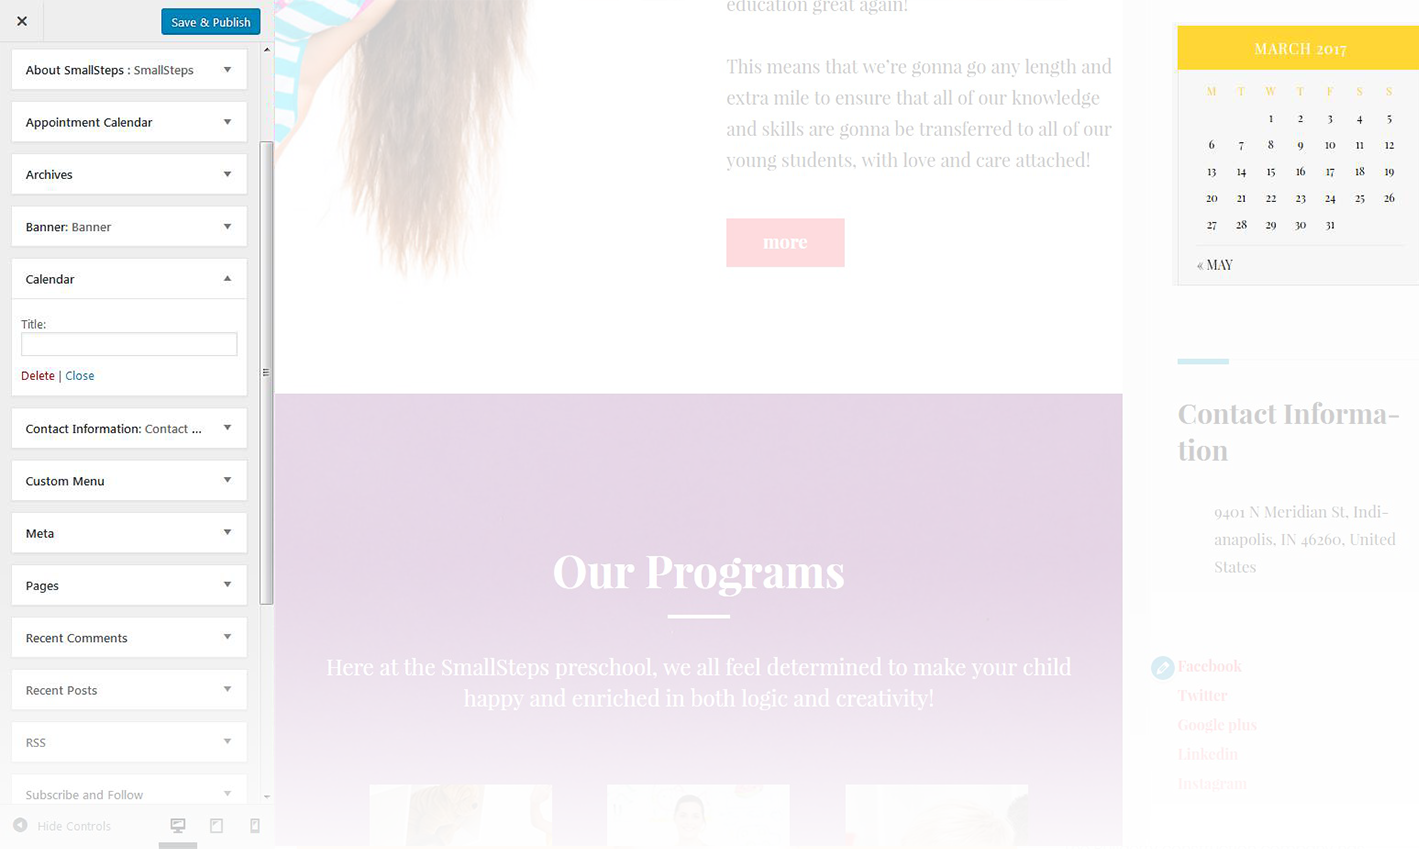 Save & Publish
About SmallSteps : SmallSteps
Appointment Calendar
Archives
Banner: Banner
Calendar
Title:
Delete | Close
Contact Information: Contact ...
Custom Menu
Meta
Pages
Recent Comments
Recent Posts
RSS
Subscribe and Follow
Hide Controls
education great again!
This means that we’re gonna go any length and
extra mile to ensure that all of our knowledge
and skills are gonna be transferred to all of our
young students, with love and care attached!
more
Our Programs
Here at the SmallSteps preschool, we all feel determined to make your child
happy and enriched in both logic and creativity!
MARCH 2017
M T W T F S S
1 2 3 4 5
6 7 8 9 10 11 12
13 14 15 16 17 18 19
20 21 22 23 24 25 26
27 28 29 30 31
« MAY
Contact Informa-
tion
9401 N Meridian St, Indi-
anapolis, IN 46260, United
States
Facebook
Twitter
Google plus
Linkedin
Instagram